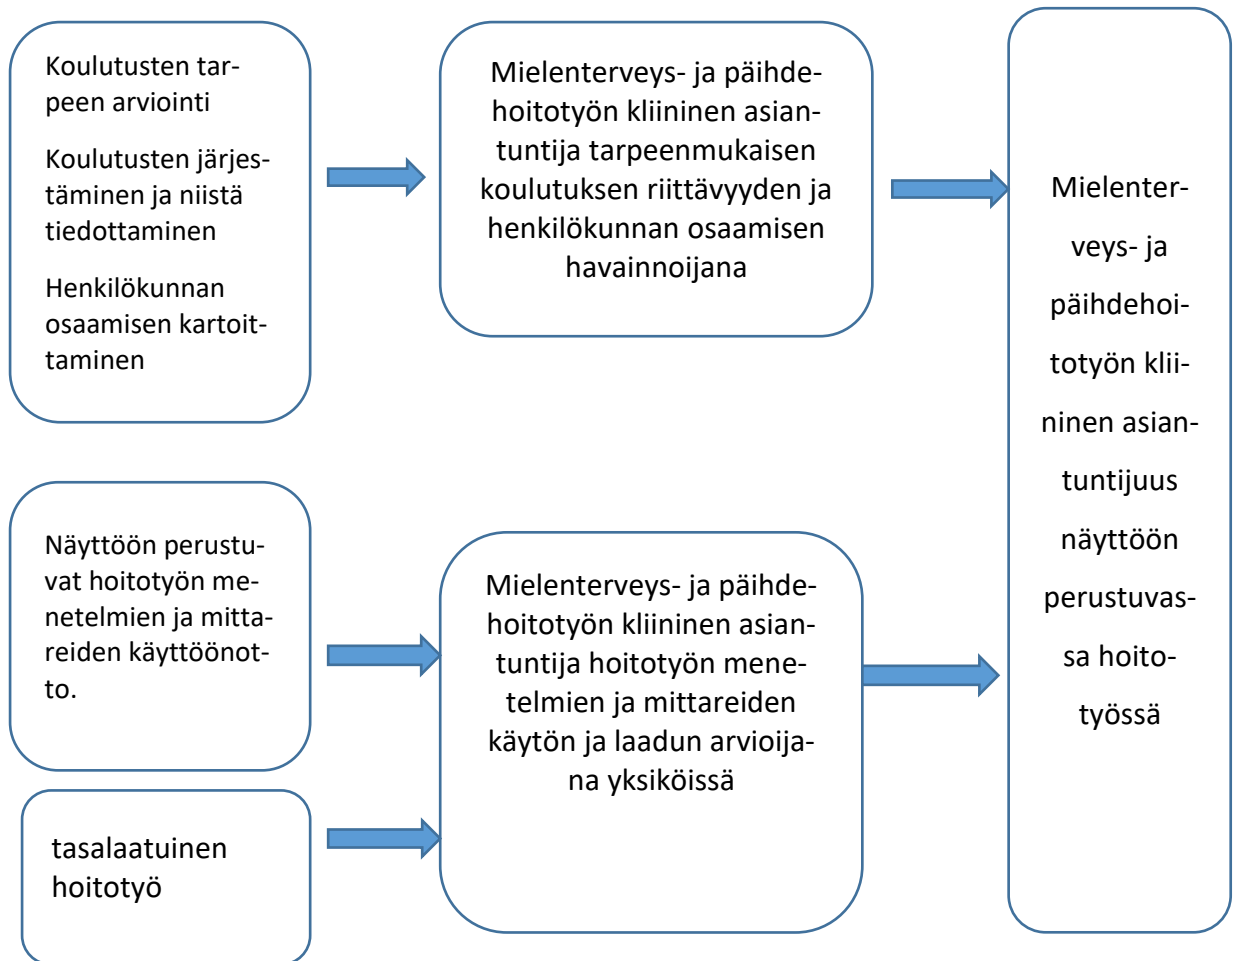 Koulutusten tar-
peen arviointi
Koulutusten järjes-
täminen ja niistä
tiedottaminen
Henkilökunnan
osaamisen kartoit-
taminen
Mielenterveys- ja päihde-
hoitotyön kliininen asian-
tuntija tarpeenmukaisen
koulutuksen riittävyyden ja
henkilökunnan osaamisen
havainnoijana
Näyttöön perustu-
vat hoitotyön me-
netelmien ja mitta-
reiden käyttöönot-
to.
tasalaatuinen
hoitotyö
Mielenterveys- ja päihde-
hoitotyön kliininen asian-
tuntija hoitotyön mene-
telmien ja mittareiden
käytön ja laadun arvioija-
na yksiköissä
Mielenter-
veys- ja
päihdehoi-
totyön klii-
ninen asian-
tuntijuus
näyttöön
perustuvas-
sa hoito-
työssä